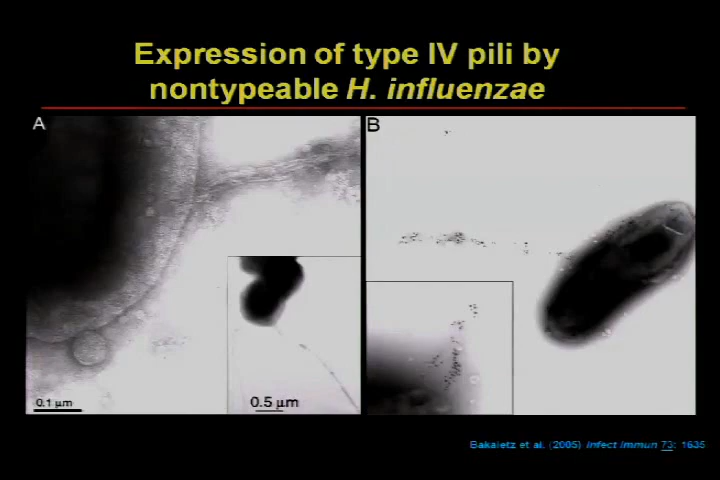 Expression of type IV pili by
nontypeable H. influenzae
A
B
0.1 µm
0.5 µm
Bakaletz et al. (2005) Infect Immun 73: 1635